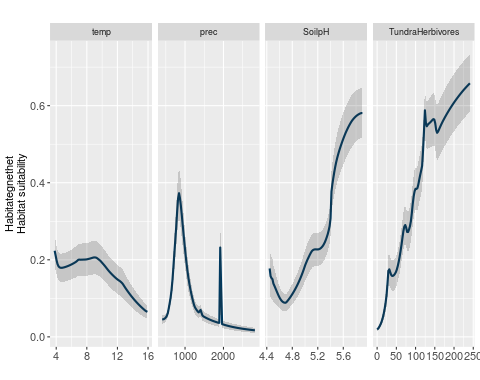 temp prec SoilpH TundraHerbivores
Habitategnethet
Habitat suitability
0.6
0.4
0.2
0.0
4 8 12 16 1000 2000 4.4 4.8 5.2 5.6 0 50 100 150 200 250